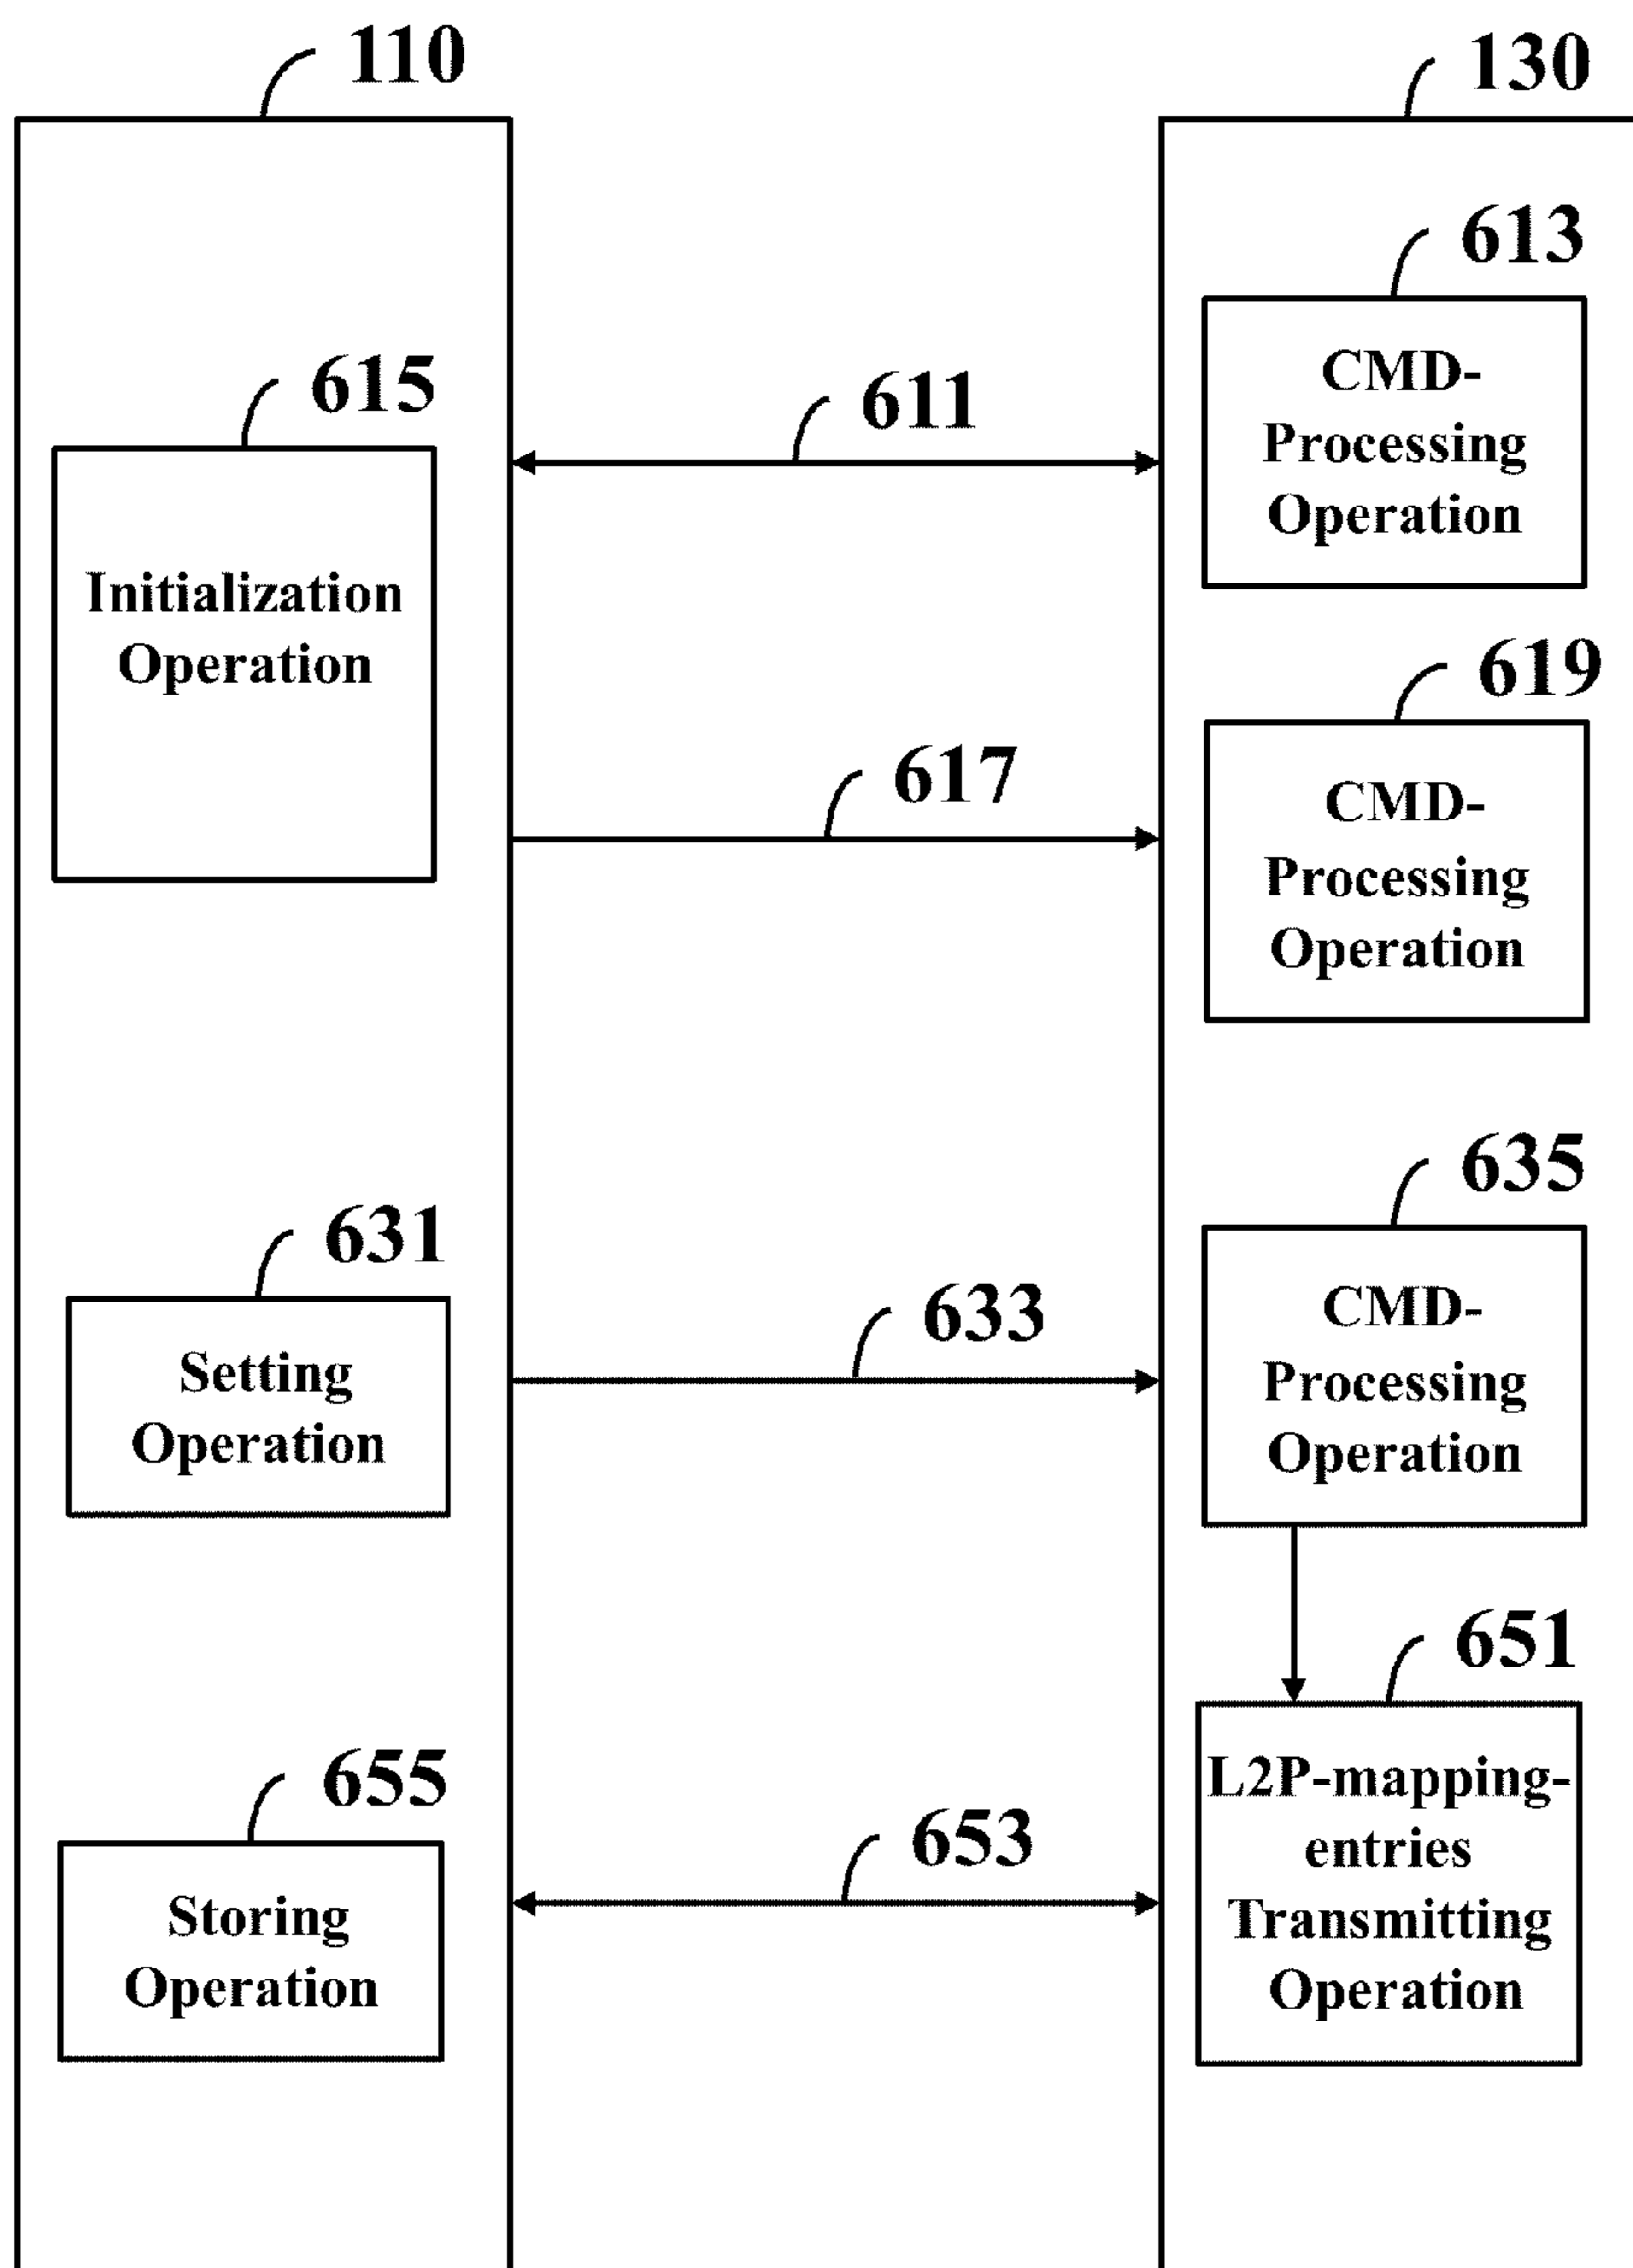 110
130
613
CMD-
Processing
Operation
615
Initialization
Operation
611
619
CMD-
Processing
Operation
617
635
CMD-
Processing
Operation
631
Setting
Operation
633
651
L2P-mapping-
entries
Transmitting
Operation
655
Storing
Operation
653